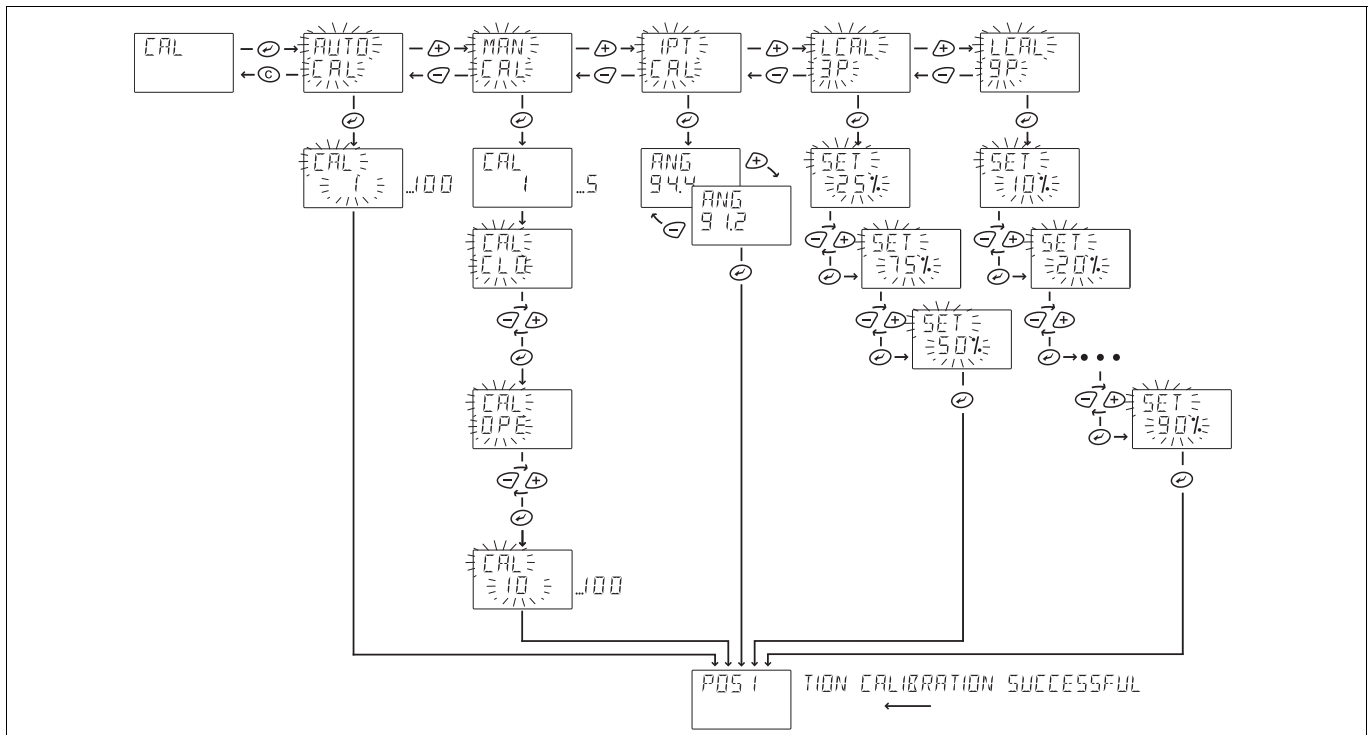 CAL
AUTO
CAL
MAN
CAL
1PT
CAL
LCAL
3P
LCAL
9P
C
CAL
1
...100
CAL
1
...5
ANG
94.4
ANG
91.2
SET
25%
SET
10%
CAL
CLO
SET
75%
SET
20%
SET
50%
CAL
OPE
SET
90%
CAL
10
...100
POSI TION CALIBRATION SUCCESSFUL